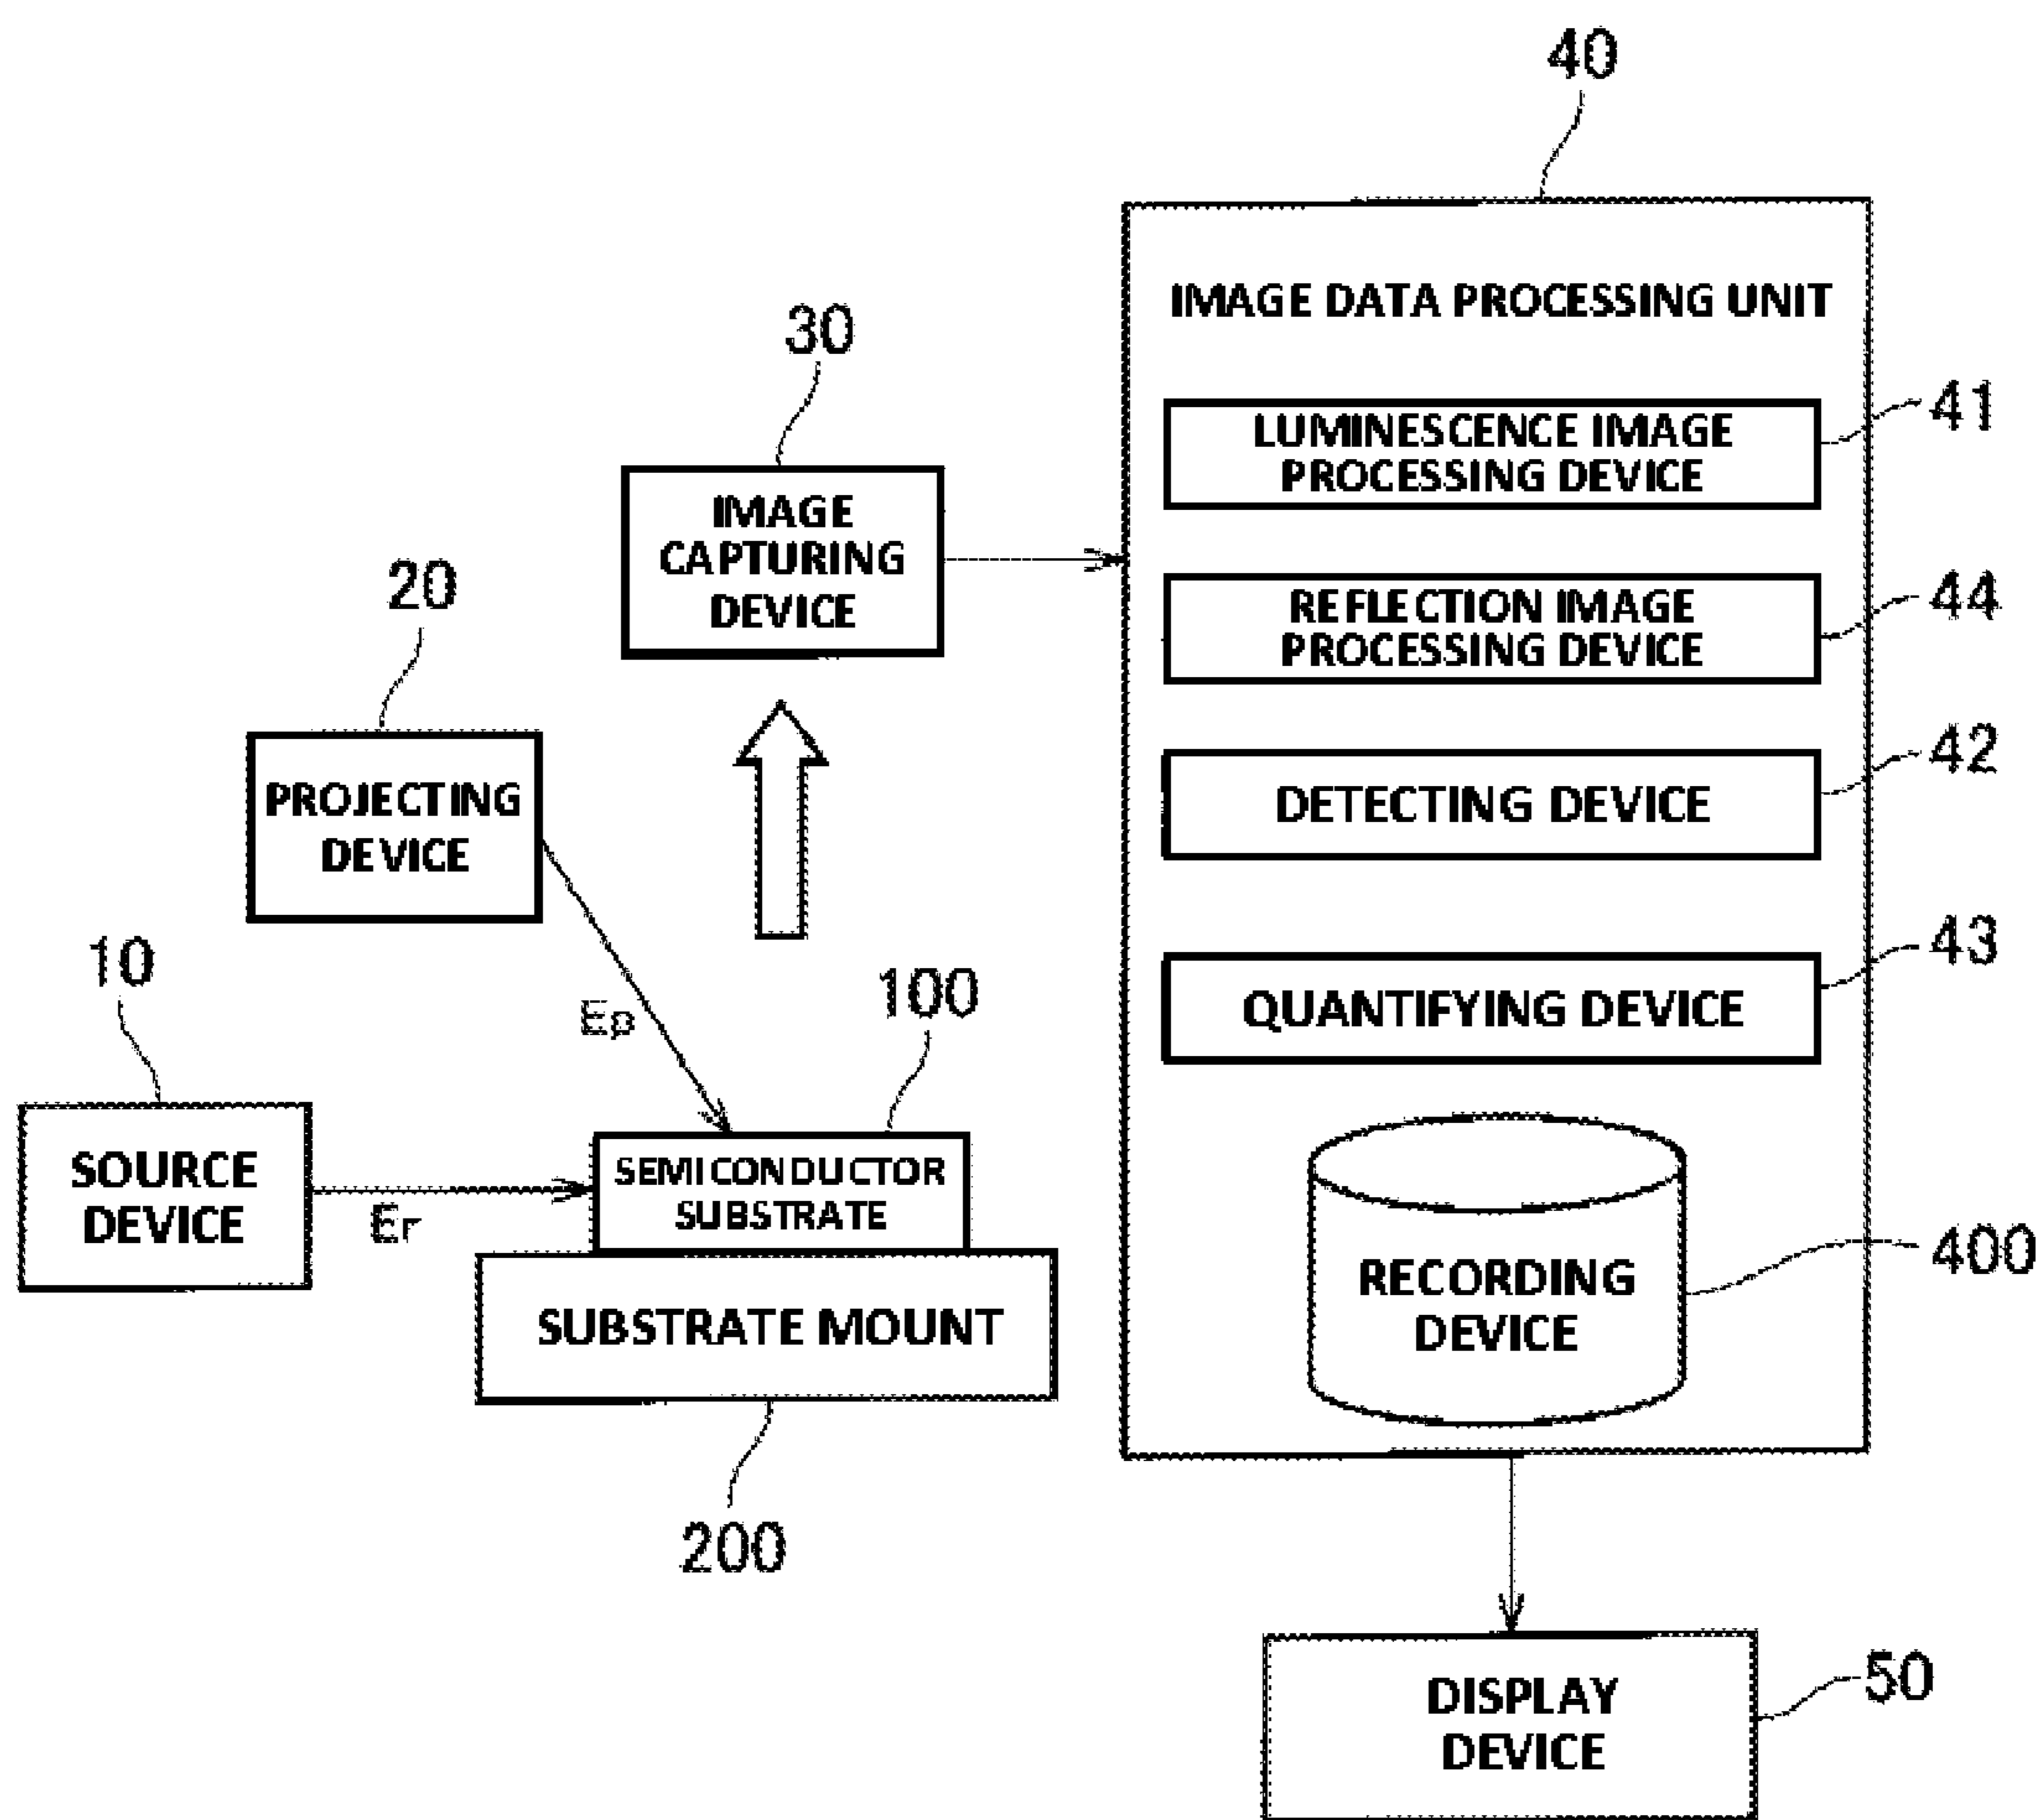 40
IMAGE DATA PROCESSING UNIT
30
41
LUMINESCENCE IMAGE
PROCESSING DEVICE
IMAGE
CAPTURING
DEVICE
20
44
REFLECTION IMAGE
PROCESSING DEVICE
PROJECTING
DEVICE
42
DETECTING DEVICE
10
43
QUANTIFYING DEVICE
Ep
100
SOURCE
DEVICE
Er
SEMICONDUCTOR
SUBSTRATE
SUBSTRATE MOUNT
200
400
RECORDING
DEVICE
50
DISPLAY
DEVICE